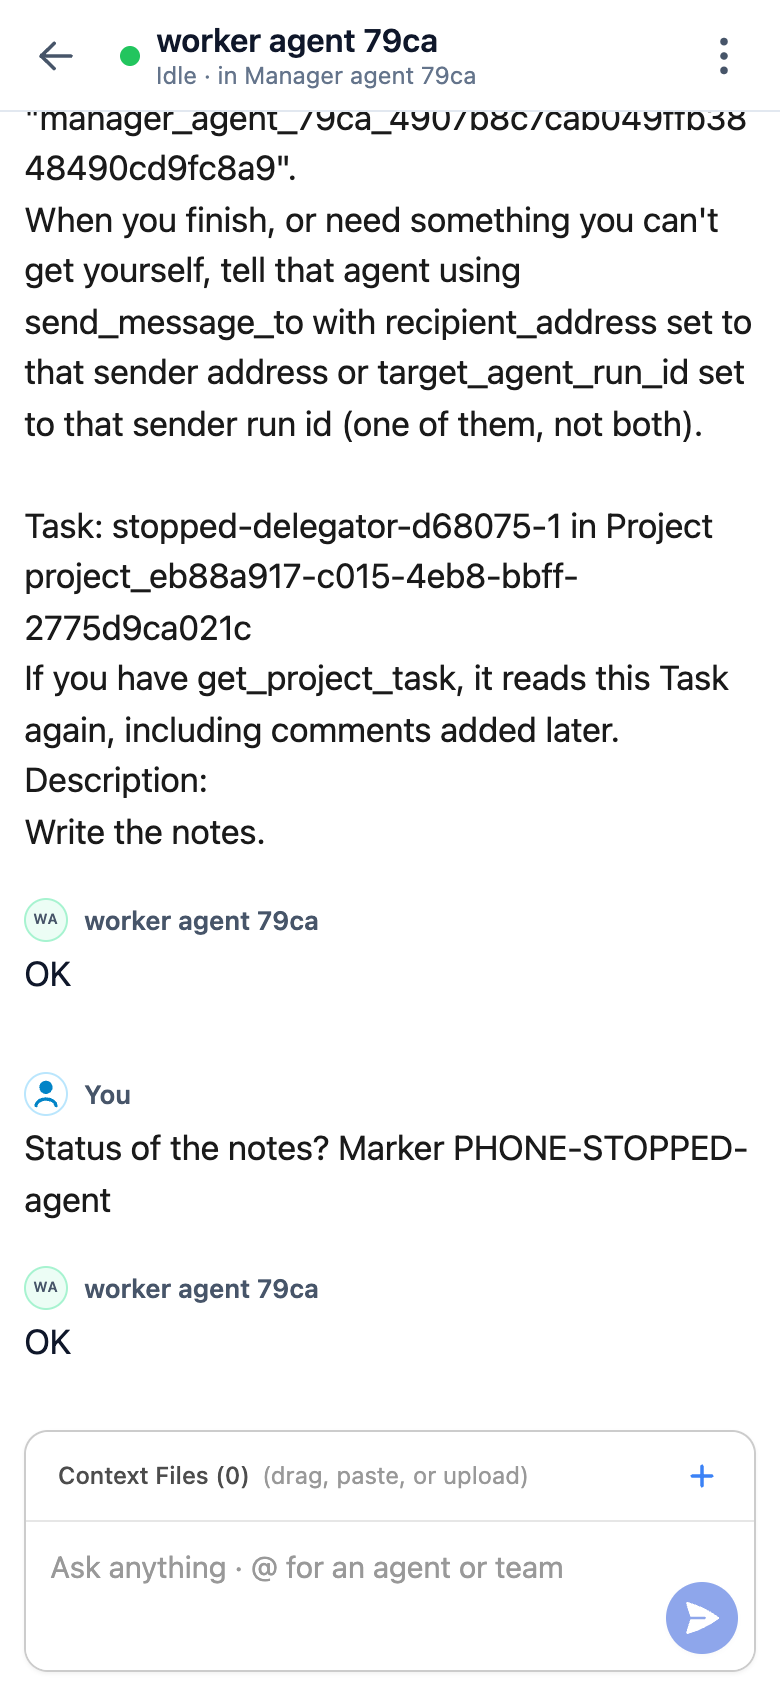 worker agent 79ca
Idle · in Manager agent 79ca
"manager_agent_79ca_4907b8c7cab049ffb38
48490cd9fc8a9".
When you finish, or need something you can't
get yourself, tell that agent using
send_message_to with recipient_address set to
that sender address or target_agent_run_id set
to that sender run id (one of them, not both).
Task: stopped-delegator-d68075-1 in Project
project_eb88a917-c015-4eb8-bbff-
2775d9ca021c
If you have get_project_task, it reads this Task
again, including comments added later.
Description:
Write the notes.
WA worker agent 79ca
OK
You
Status of the notes? Marker PHONE-STOPPED-
agent
WA worker agent 79ca
OK
Context Files (0) (drag, paste, or upload)
Ask anything · @ for an agent or team